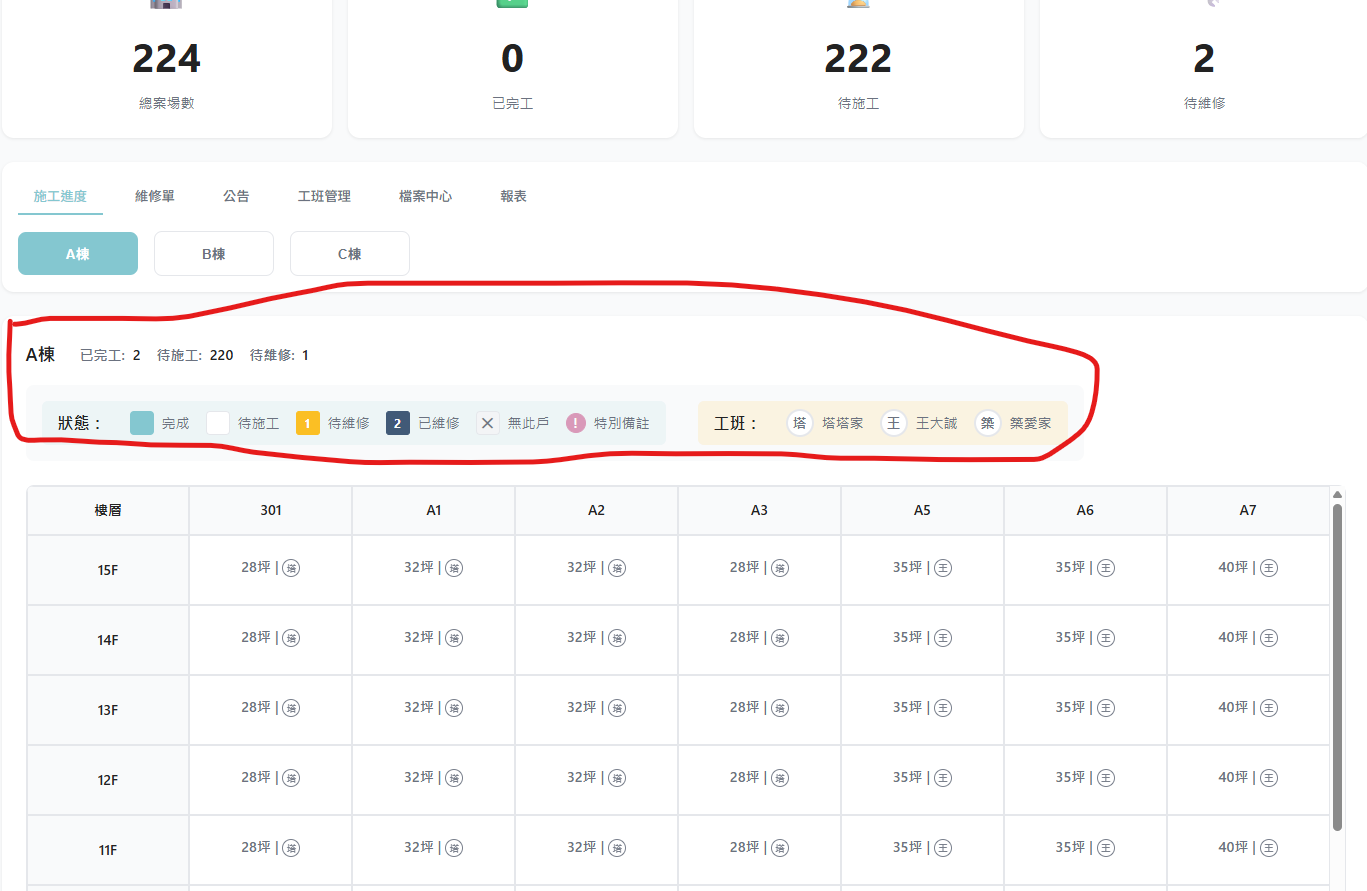 224 0 222 2
總案場數 已完工 待施工 待維修
施工進度 維修單 公告 工班管理 檔案中心 報表
A棟 B棟 C棟
A棟 已完工: 2 待施工: 220 待維修: 1
狀態： 完成 待施工 1 待維修 2 已維修 ✕ 無此戶 ! 特別備註 工班： 塔 塔塔家 王 王大誠 築 築愛家
樓層 301 A1 A2 A3 A5 A6 A7
15F 28坪 | 塔 32坪 | 塔 32坪 | 塔 28坪 | 塔 35坪 | 王 35坪 | 王 40坪 | 王
14F 28坪 | 塔 32坪 | 塔 32坪 | 塔 28坪 | 塔 35坪 | 王 35坪 | 王 40坪 | 王
13F 28坪 | 塔 32坪 | 塔 32坪 | 塔 28坪 | 塔 35坪 | 王 35坪 | 王 40坪 | 王
12F 28坪 | 塔 32坪 | 塔 32坪 | 塔 28坪 | 塔 35坪 | 王 35坪 | 王 40坪 | 王
11F 28坪 | 塔 32坪 | 塔 32坪 | 塔 28坪 | 塔 35坪 | 王 35坪 | 王 40坪 | 王